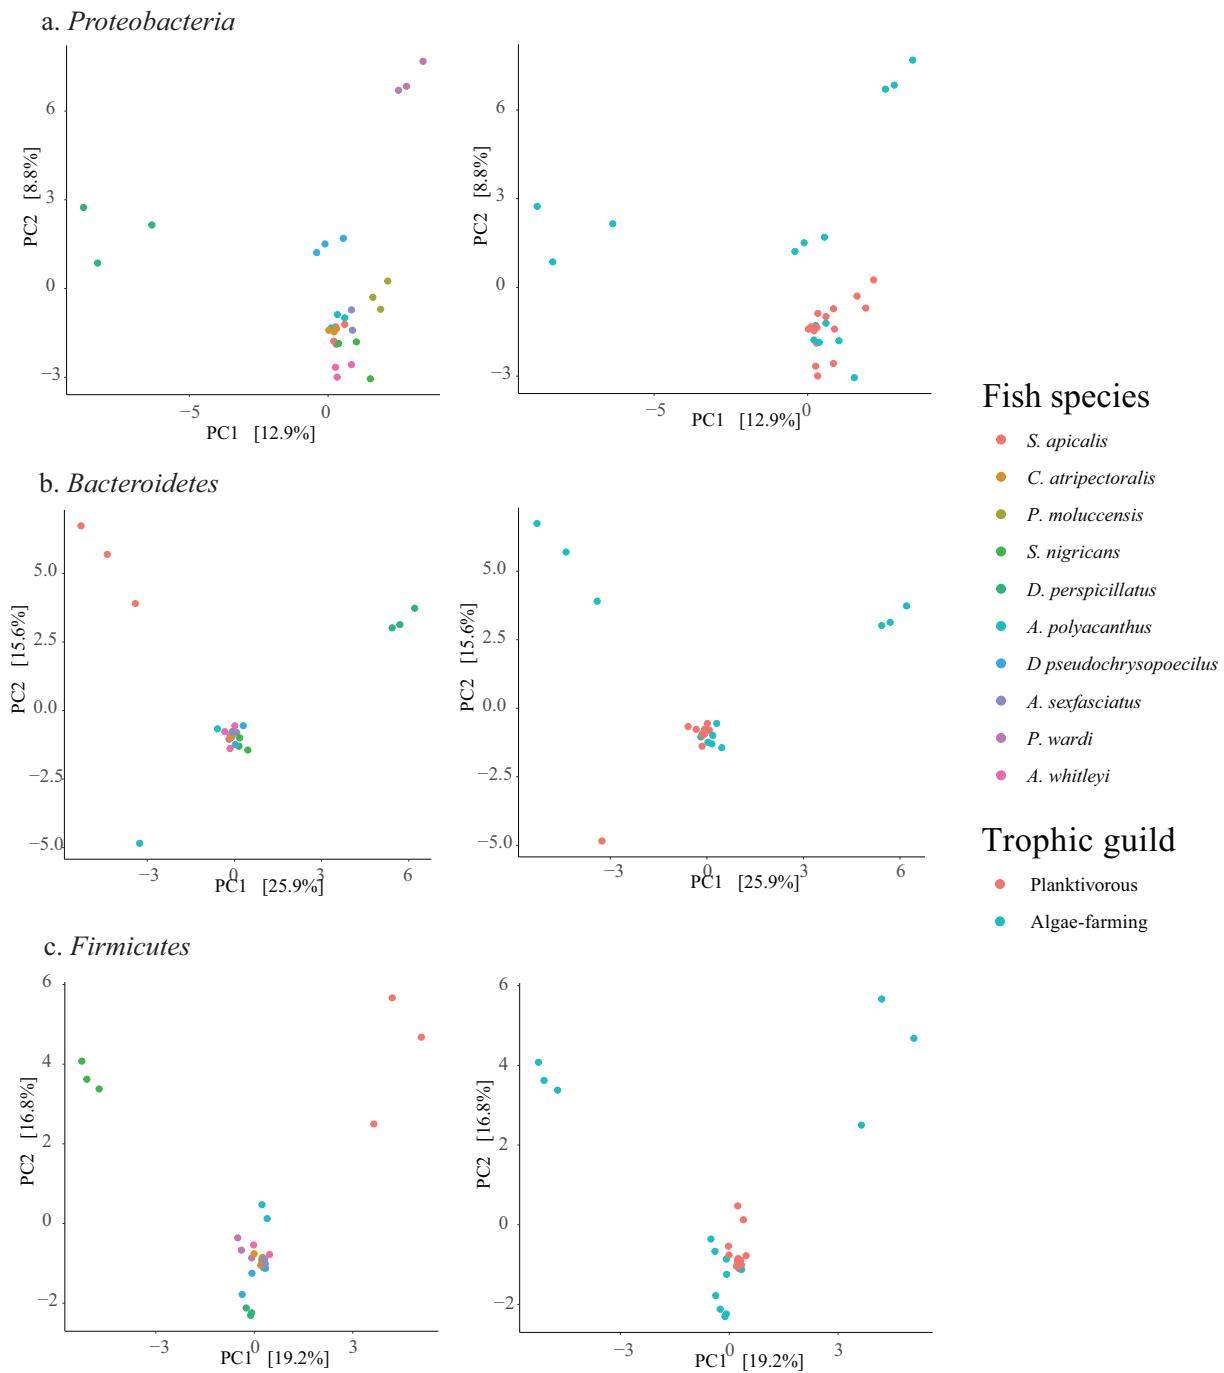 a. Proteobacteria
6
3
0
−3
PC2 [8.8%]
−5
0
PC1 [12.9%]
6
3
0
−3
PC2 [8.8%]
−5
0
PC1 [12.9%]
b. Bacteroidetes
5.0
2.5
0.0
−2.5
−5.0
PC2 [15.6%]
−3
0
3
6
PC1 [25.9%]
5.0
2.5
0.0
−2.5
−5.0
PC2 [15.6%]
−3
0
3
6
PC1 [25.9%]
c. Firmicutes
6
4
2
0
−2
PC2 [16.8%]
−3
0
3
PC1 [19.2%]
6
4
2
0
−2
PC2 [16.8%]
−3
0
3
PC1 [19.2%]
Fish species
S. apicalis
C. atripectoralis
P. moluccensis
S. nigricans
D. perspicillatus
A. polyacanthus
D pseudochrysopoecilus
A. sexfasciatus
P. wardi
A. whitleyi
Trophic guild
Planktivorous
Algae-farming